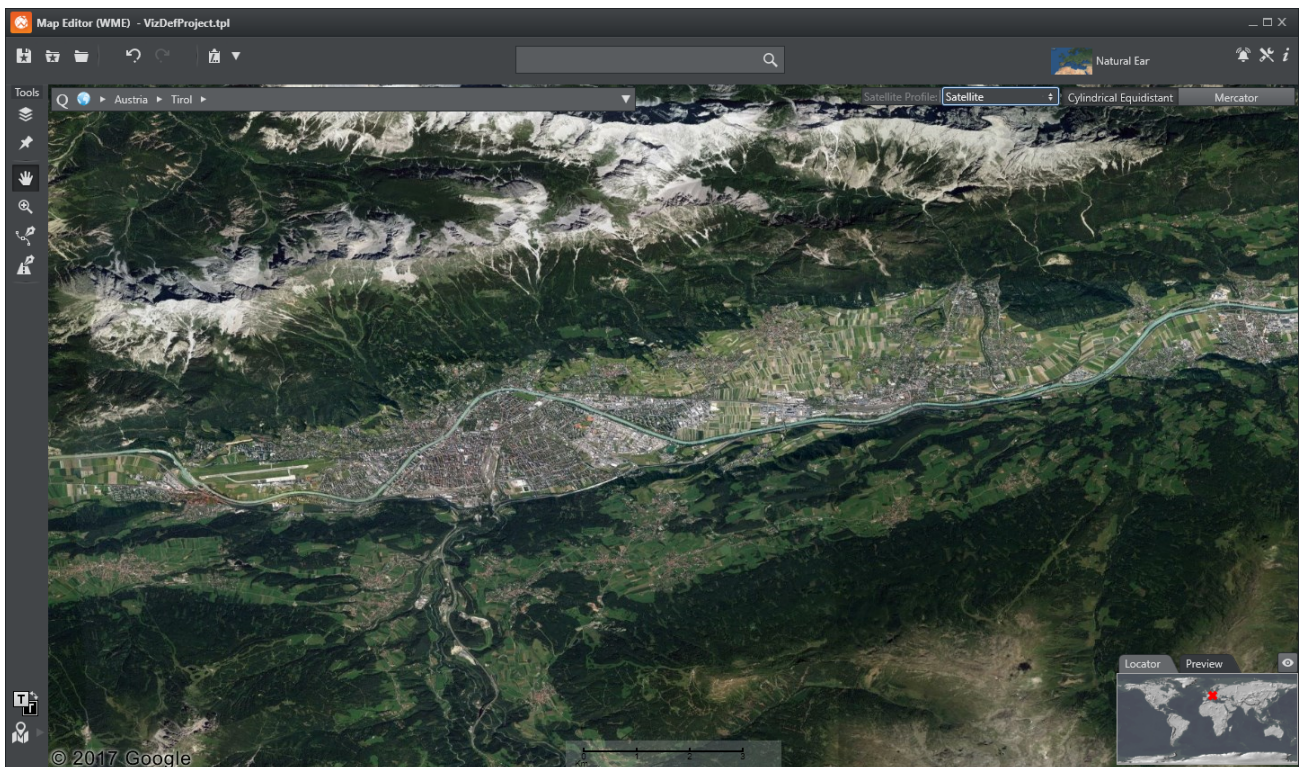 Map Editor (WME) - VizDefProject.tpl
Natural Ear
Tools
Austria Tirol
Satellite Profile: Satellite Cylindrical Equidistant Mercator
Locator Preview
© 2017 Google
1 2 3